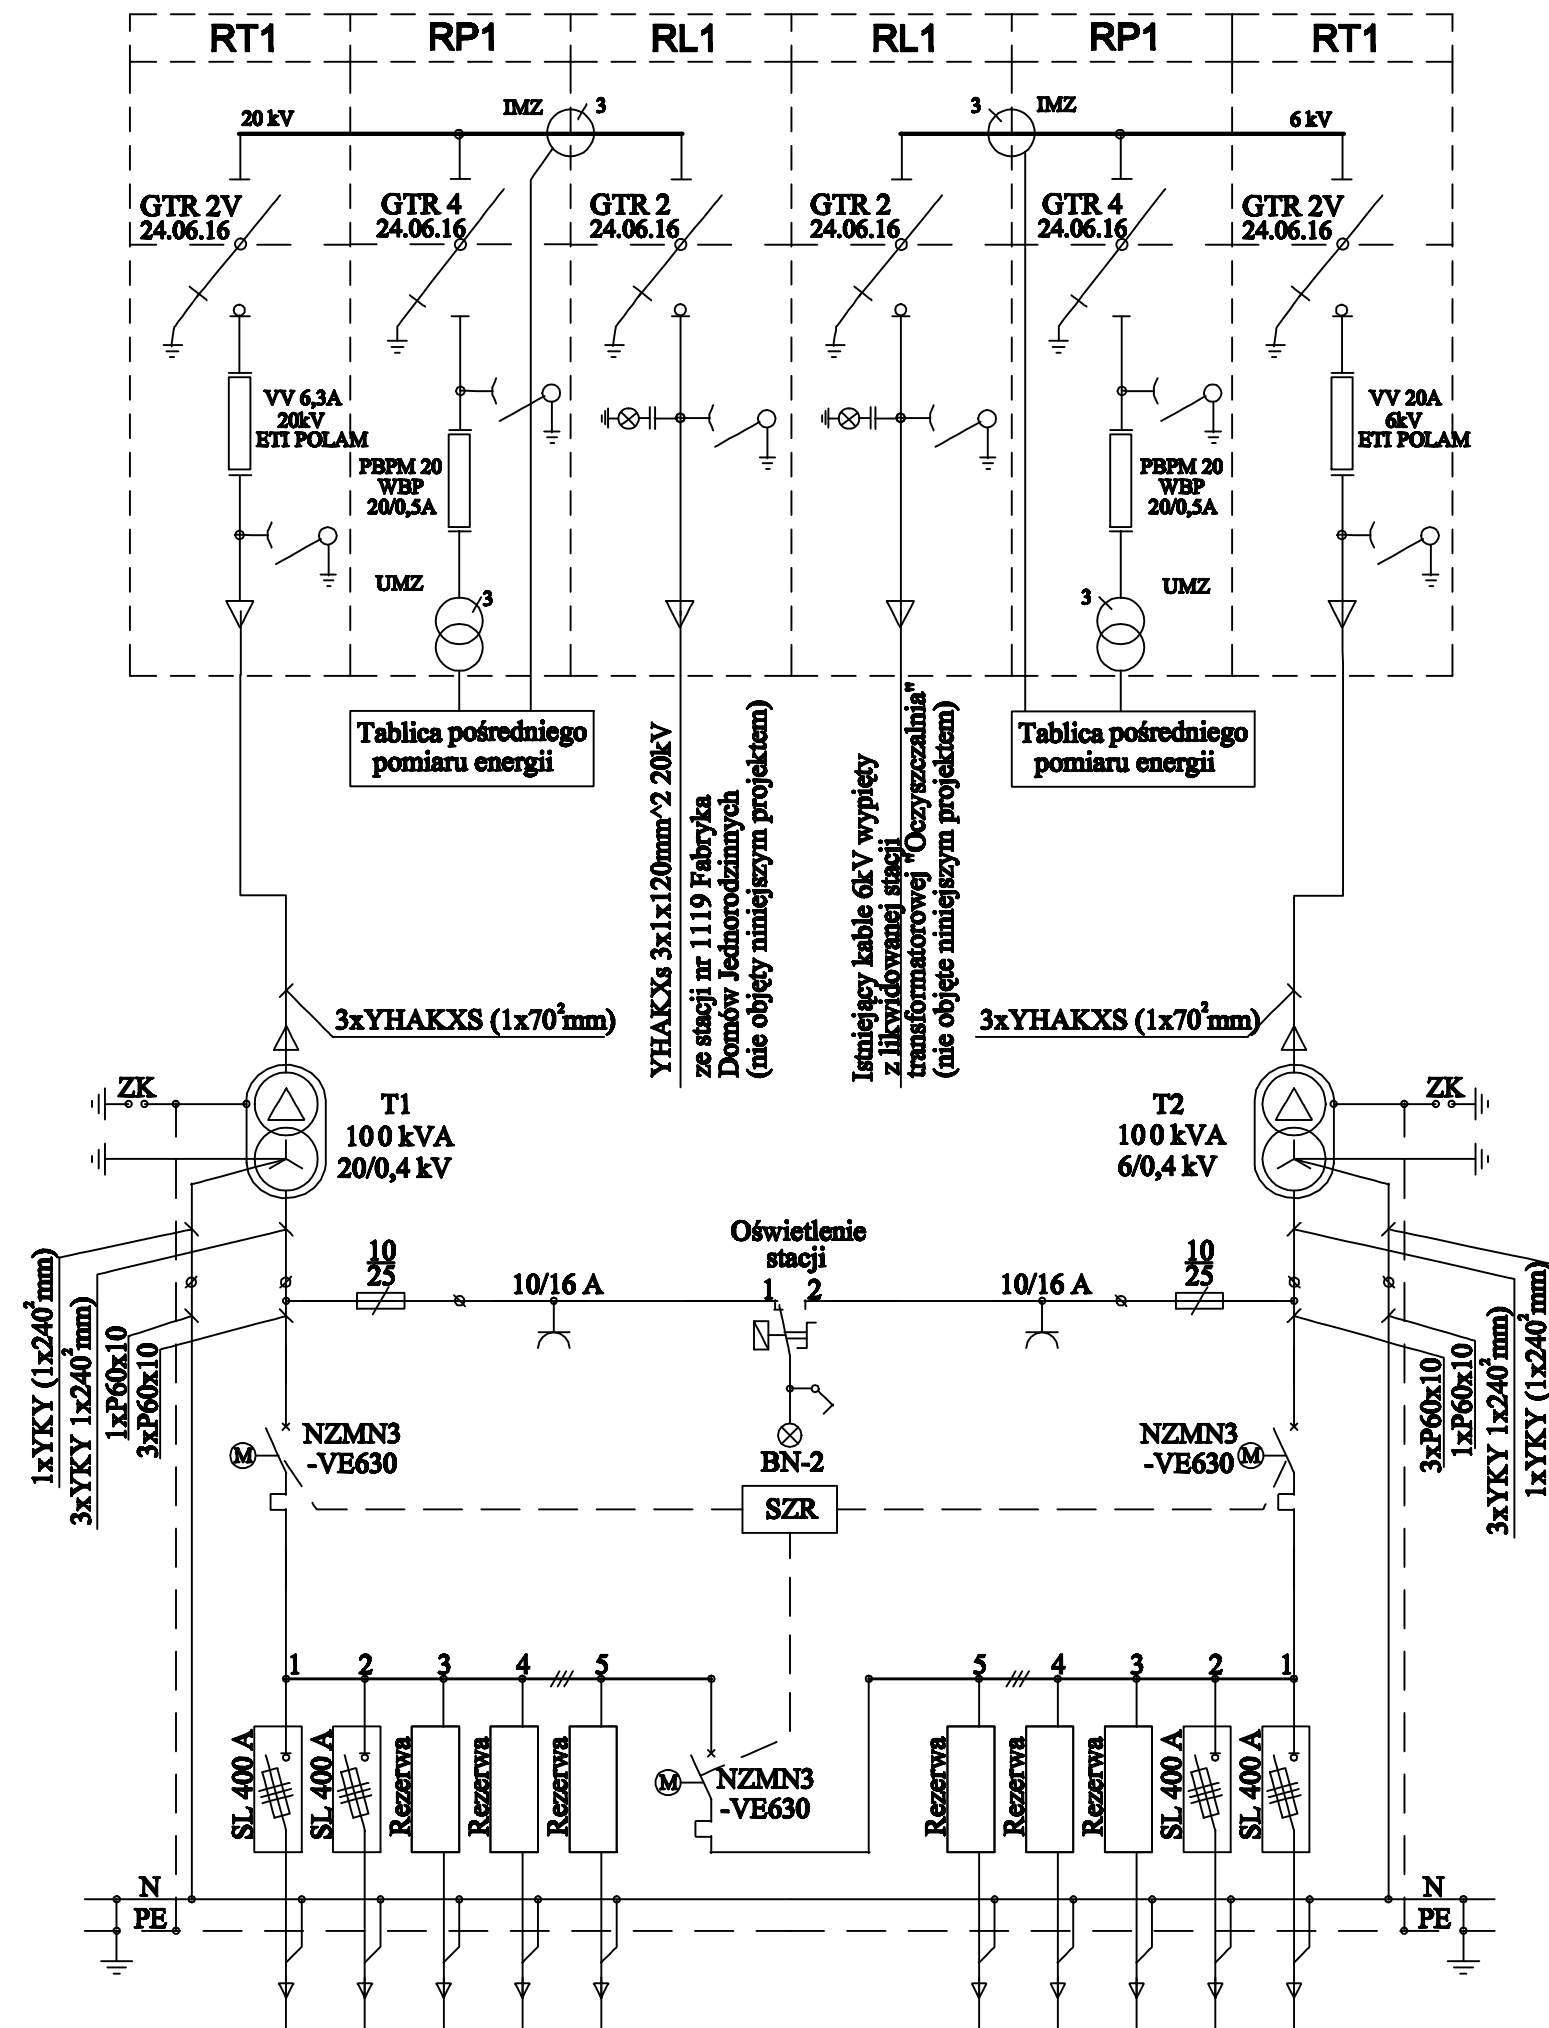 RT1
RP1
RL1
RL1
RP1
RT1
20 kV
IMZ
3
3
IMZ
6 kV
GTR 2V
24.06.16
GTR 4
24.06.16
GTR 2
24.06.16
GTR 2
24.06.16
GTR 4
24.06.16
GTR 2V
24.06.16
VV 6,3A
20kV
ETI POLAM
PBPM 20
WBP
20/0,5A
PBPM 20
WBP
20/0,5A
VV 20A
6kV
ETI POLAM
UMZ
3
3
UMZ
Tablica pośredniego
pomiaru energii
YHAKXs 3x1x120mm^2 20kV
ze stacji nr 1119 Fabryka
Domów Jednorodzinnych
(nie objęty niniejszym projektem)
Istniejący kable 6kV wypięty
z likwidowanej stacji
transformatorowej "Oczyszczalnia"
(nie objęte niniejszym projektem)
Tablica pośredniego
pomiaru energii
3xYHAKXS (1x70²mm)
3xYHAKXS (1x70²mm)
ZK
T1
100 kVA
20/0,4 kV
T2
100 kVA
6/0,4 kV
ZK
1xYKY (1x240²mm)
3xYKY 1x240²mm)
1xP60x10
3xP60x10
10
25
10/16 A
Oświetlenie
stacji
1
2
10/16 A
10
25
3xP60x10
1xP60x10
3xYKY 1x240²mm)
1xYKY (1x240²mm)
M
NZMN3
-VE630
BN-2
NZMN3
-VE630
M
SZR
1
2
3
4
5
5
4
3
2
1
SL 400 A
SL 400 A
Rezerwa
Rezerwa
Rezerwa
M
NZMN3
-VE630
Rezerwa
Rezerwa
Rezerwa
SL 400 A
SL 400 A
N
PE
N
PE